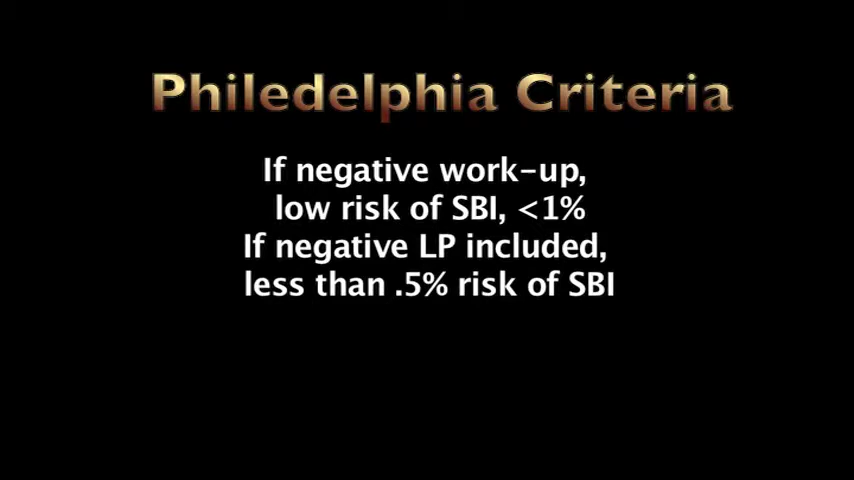 Philedelphia Criteria
If negative work-up,
low risk of SBI, <1%
If negative LP included,
less than .5% risk of SBI